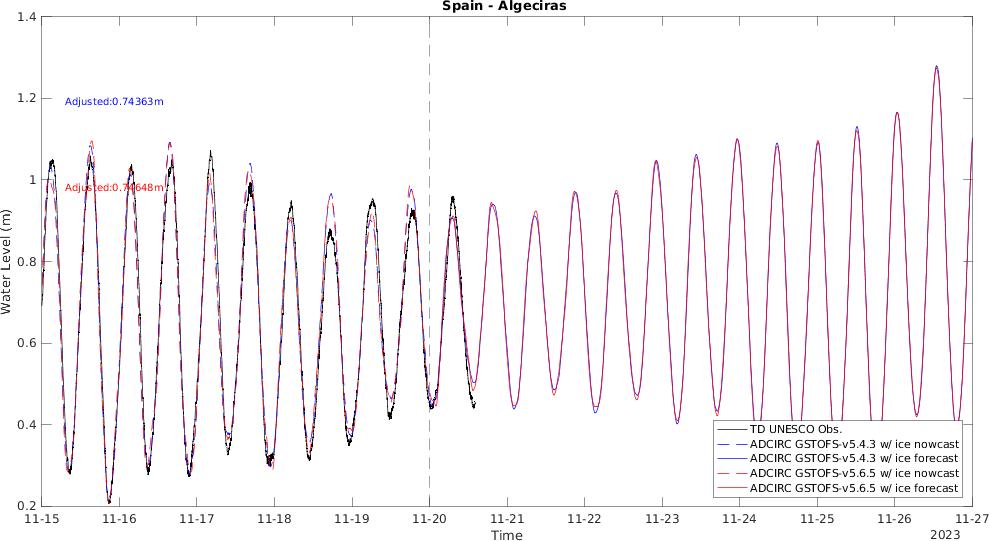 Spain - Algeciras
1.4
1.2
1
0.8
0.6
0.4
0.2
Water Level (m)
Adjusted:0.74363m
Adjusted:0.74648m
TD UNESCO Obs.
ADCIRC GSTOFS-v5.4.3 w/ ice nowcast
ADCIRC GSTOFS-v5.4.3 w/ ice forecast
ADCIRC GSTOFS-v5.6.5 w/ ice nowcast
ADCIRC GSTOFS-v5.6.5 w/ ice forecast
11-15 11-16 11-17 11-18 11-19 11-20 11-21 11-22 11-23 11-24 11-25 11-26 11-27
Time
2023